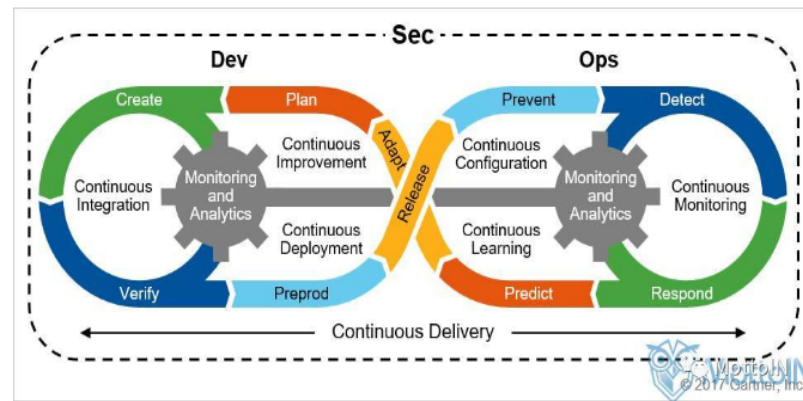 Sec
Dev
Ops
Create
Plan
Prevent
Detect
Adapt
Release
Continuous
Improvement
Continuous
Configuration
Continuous
Integration
Monitoring
and
Analytics
Monitoring
and
Analytics
Continuous
Monitoring
Continuous
Deployment
Continuous
Learning
Verify
Preprod
Predict
Respond
Continuous Delivery
MottoIN
© 2017 Gartner, Inc